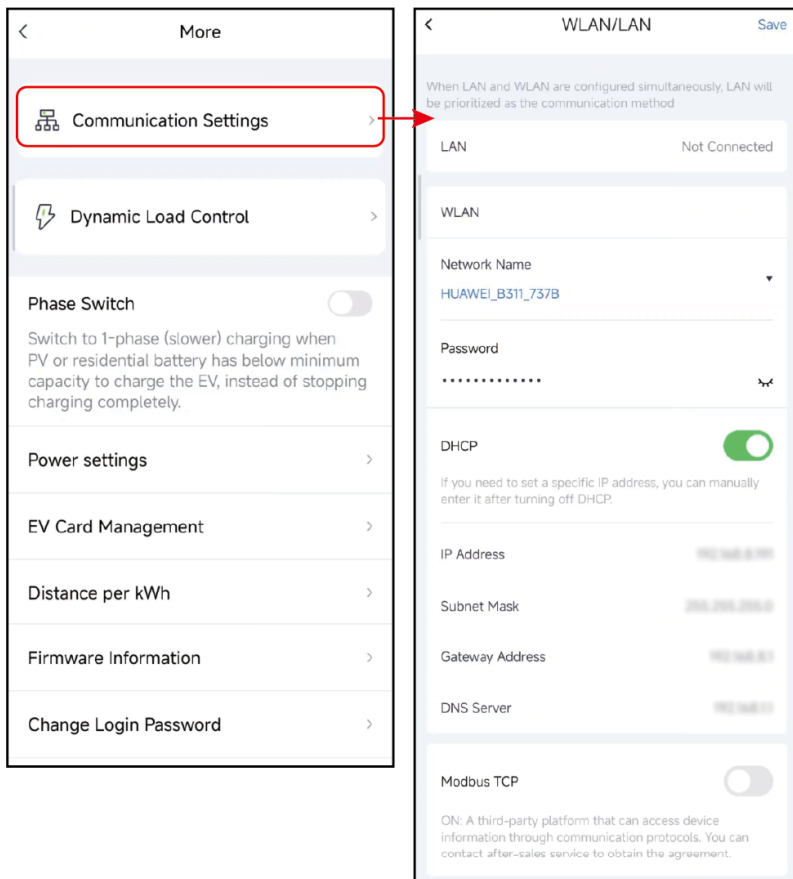 More
Communication Settings
Dynamic Load Control
Phase Switch
Switch to 1-phase (slower) charging when
PV or residential battery has below minimum
capacity to charge the EV, instead of stopping
charging completely.
Power settings
EV Card Management
Distance per kWh
Firmware Information
Change Login Password
WLAN/LAN
Save
When LAN and WLAN are configured simultaneously, LAN will
be prioritized as the communication method
LAN
Not Connected
WLAN
Network Name
HUAWEI_B311_737B
Password
DHCP
If you need to set a specific IP address, you can manually
enter it after turning off DHCP.
IP Address
Subnet Mask
Gateway Address
DNS Server
Modbus TCP
ON: A third-party platform that can access device
information through communication protocols. You can
contact after-sales service to obtain the agreement.